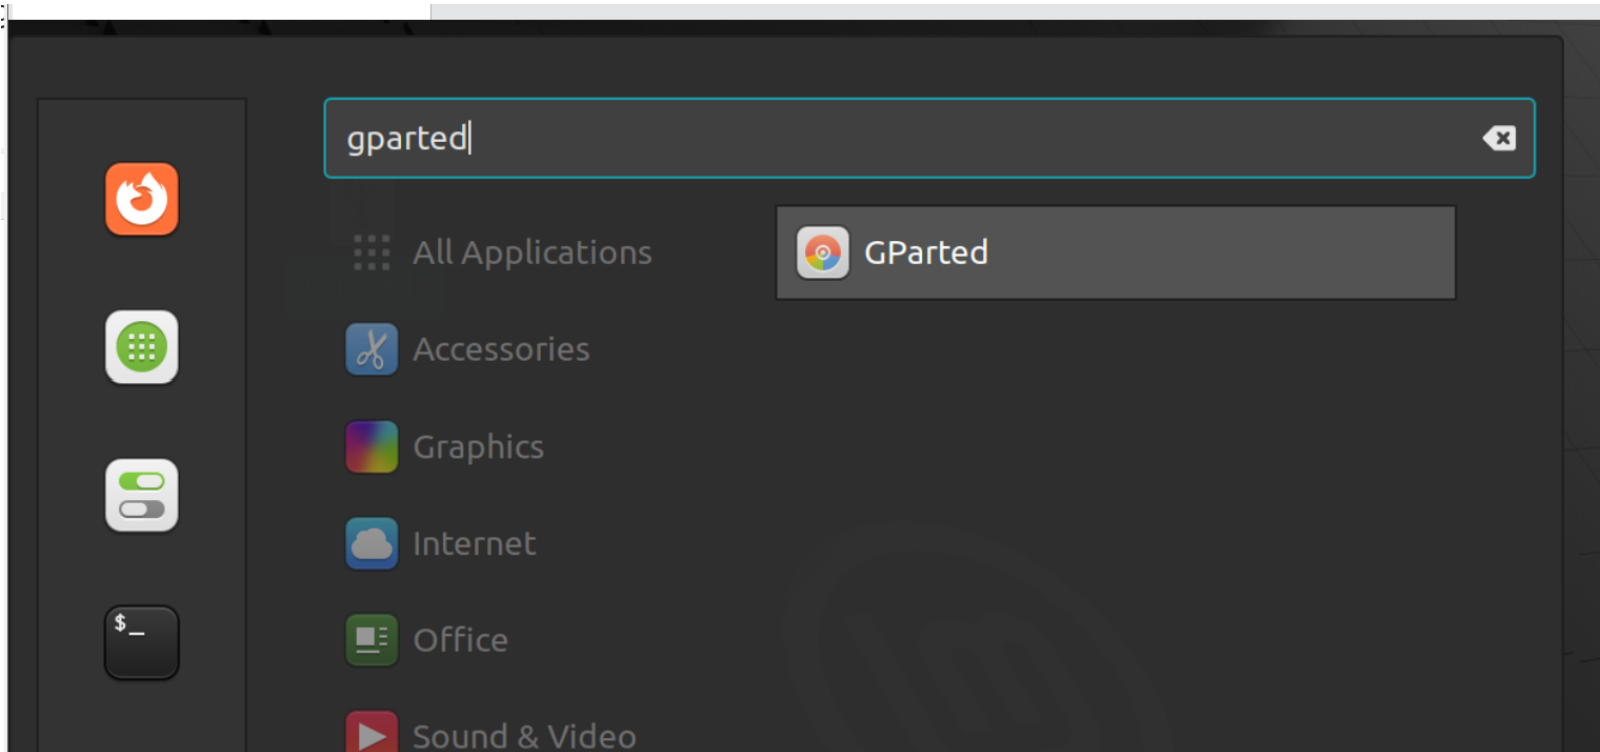 gparted
All Applications
GParted
Accessories
Graphics
Internet
$_
Office
Sound & Video